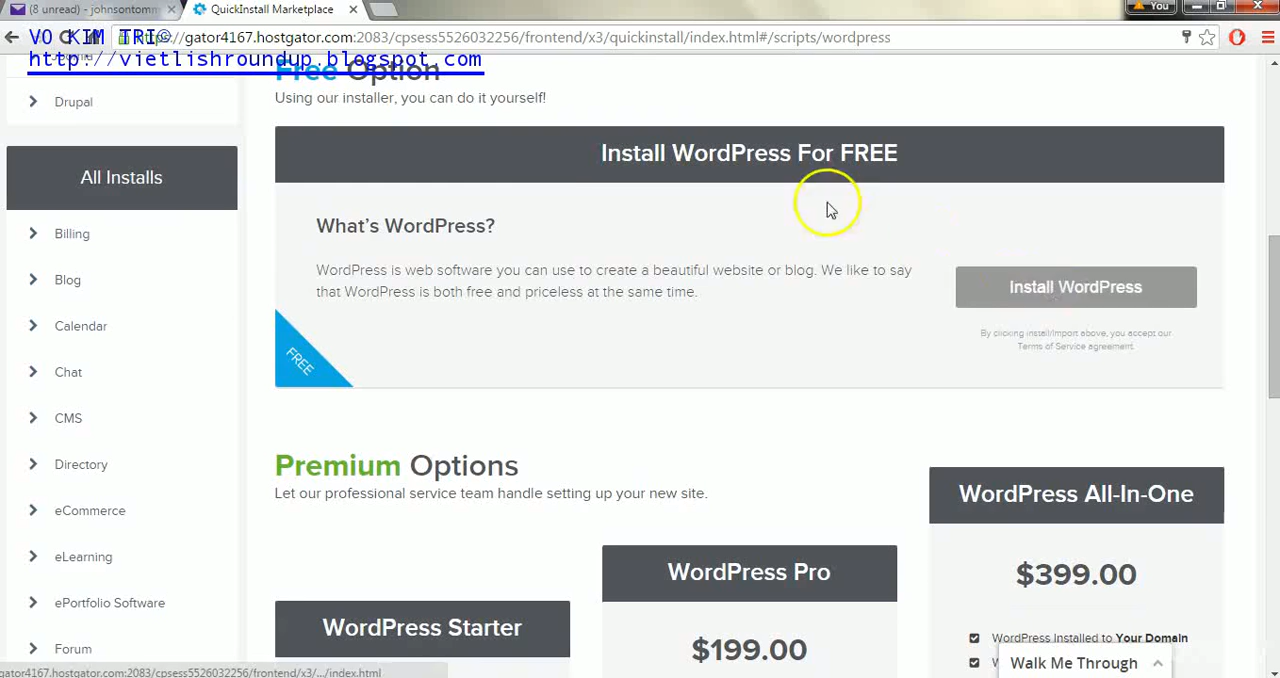 (8 unread) - johnsontomm
QuickInstall Marketplace
You
VO KIM TRI©
http://vietlishroundup.blogspot.com
https://gator4167.hostgator.com:2083/cpsess5526032256/frontend/x3/quickinstall/index.html#/scripts/wordpress
Drupal
All Installs
Billing
Blog
Calendar
Chat
CMS
Directory
eCommerce
eLearning
ePortfolio Software
Forum
Free Option
Using our installer, you can do it yourself!
Install WordPress For FREE
What's WordPress?
WordPress is web software you can use to create a beautiful website or blog. We like to say
that WordPress is both free and priceless at the same time.
FREE
Install WordPress
By clicking install/import above, you accept our
Terms of Service agreement.
Premium Options
Let our professional service team handle setting up your new site.
WordPress Starter
WordPress Pro
$199.00
WordPress All-In-One
$399.00
WordPress Installed to Your Domain
Walk Me Through
gator4167.hostgator.com:2083/cpsess5526032256/frontend/x3/.../index.html